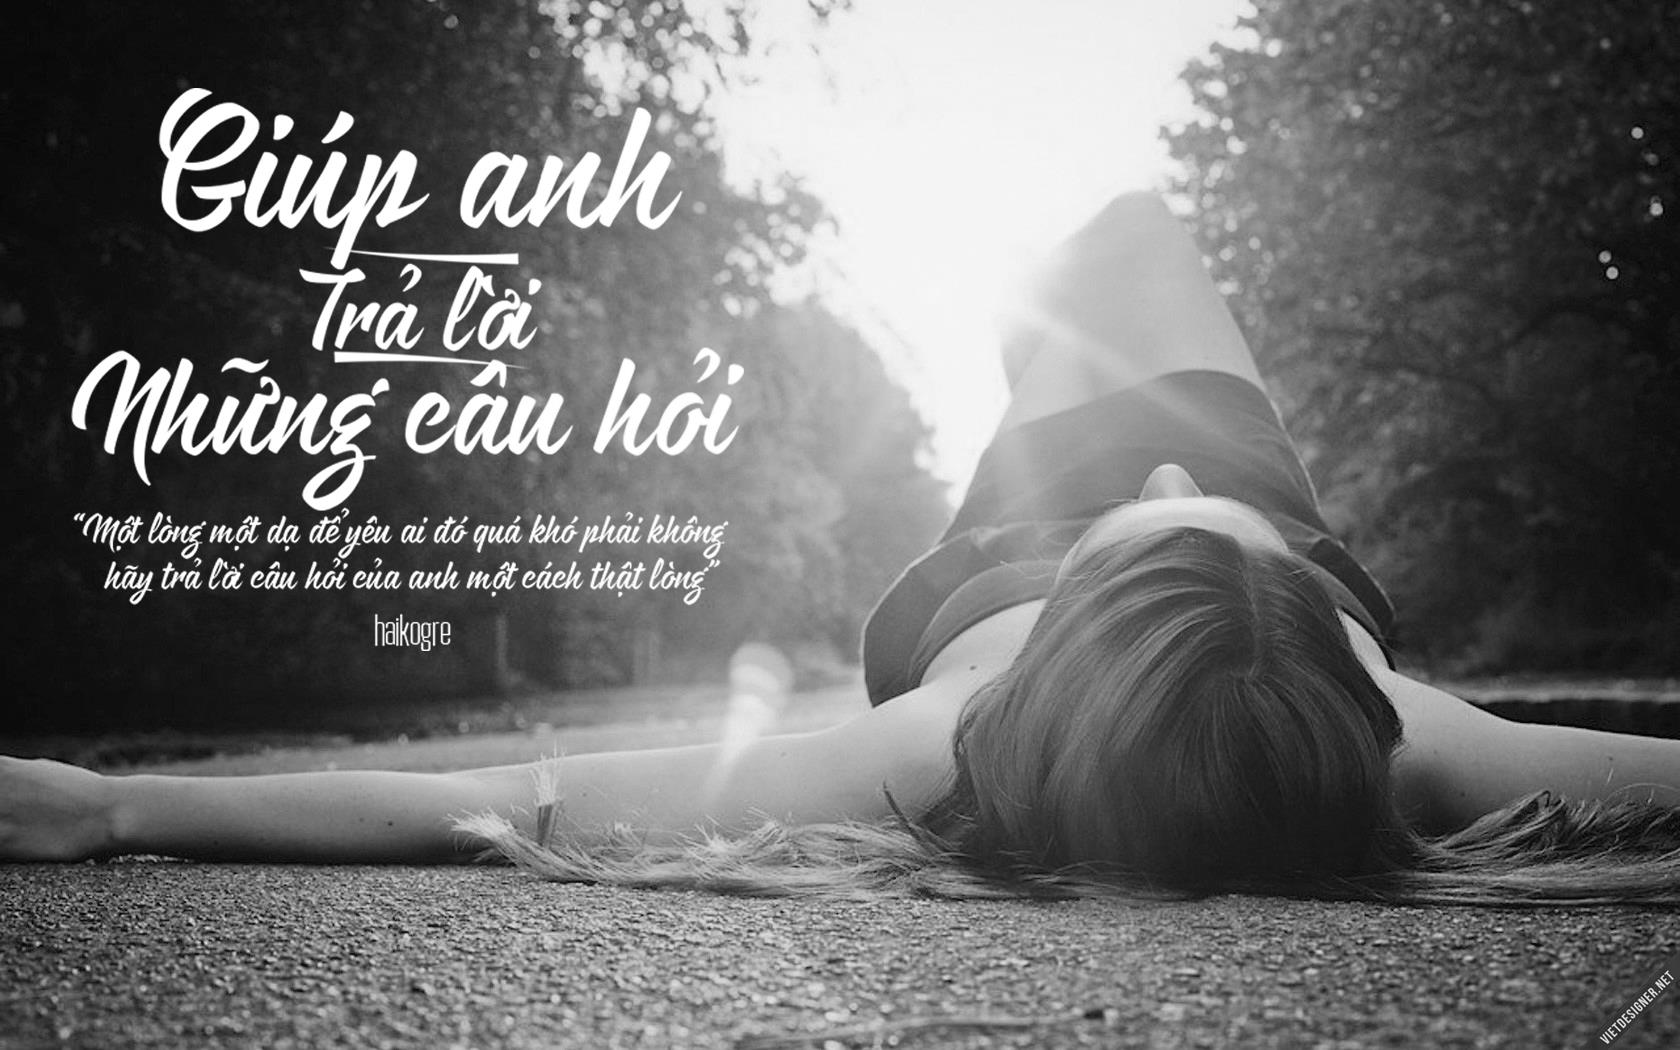 Giúp anh
Trả lời
Những câu hỏi
“Một lòng một dạ để yêu ai đó quá khó phải không
hãy trả lời câu hỏi của anh một cách thật lòng”
haikogre
VIETDESIGNER.NET